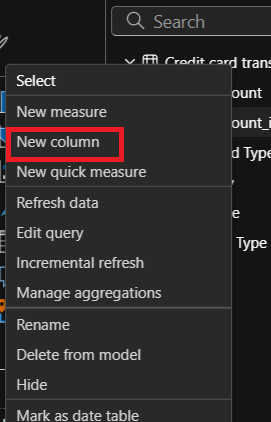 Search
Credit card trans
Select
ount
New measure
ount_i
New column
d Type
New quick measure
Refresh data
Edit query
Type
Incremental refresh
Manage aggregations
Rename
Delete from model
Hide
Mark as date table